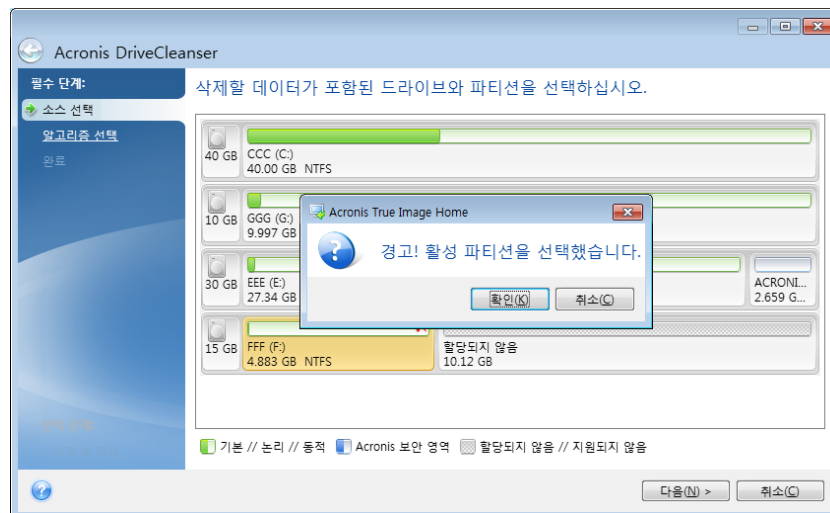 Acronis DriveCleanser
필수 단계:
소스 선택
알고리즘 선택
완료
삭제할 데이터가 포함된 드라이브와 파티션을 선택하십시오.
40 GB
CCC (C:)
40.00 GB NTFS
10 GB
GGG (G:)
9.997 GB
30 GB
EEE (E:)
27.34 GB
ACRONI...
2.659 G...
15 GB
FFF (F:)
4.883 GB NTFS
할당되지 않음
10.12 GB
Acronis True Image Home
경고! 활성 파티션을 선택했습니다.
확인(K)
취소(C)
기본 // 논리 // 동적
Acronis 보안 영역
할당되지 않음 // 지원되지 않음
다음(N) >
취소(C)